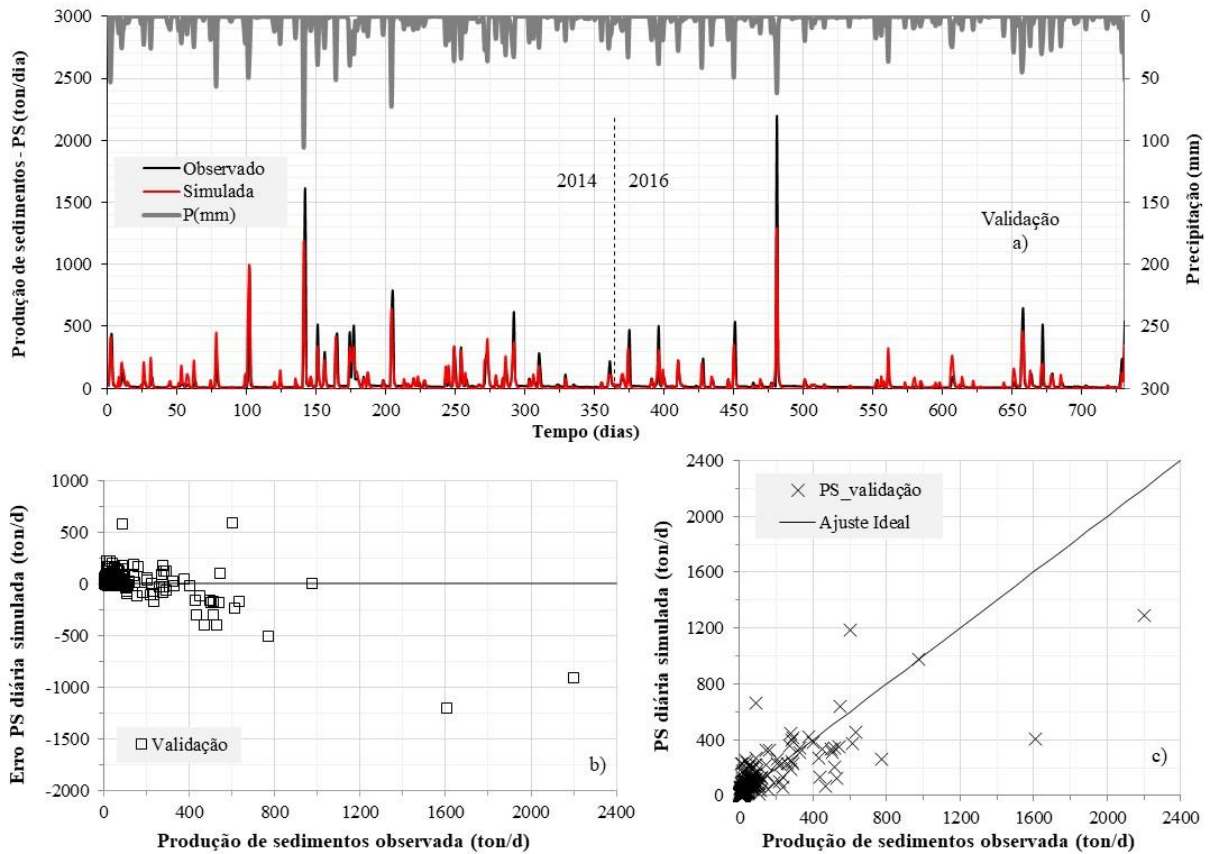 Produção de sedimentos - PS (ton/dia)
3000
2500
2000
1500
1000
500
0
Observado
Simulada
P(mm)
2014
2016
Validação
a)
0
50
100
150
200
250
300
Precipitação (mm)
0 50 100 150 200 250 300 350 400 450 500 550 600 650 700
Tempo (dias)
Erro PS diária simulada (ton/d)
1000
500
0
-500
-1000
-1500
-2000
Validação
b)
0 400 800 1200 1600 2000 2400
Produção de sedimentos observada (ton/d)
PS diária simulada (ton/d)
2400
2000
1600
1200
800
400
0
PS_validação
Ajuste Ideal
c)
0 400 800 1200 1600 2000 2400
Produção de sedimentos observada (ton/d)